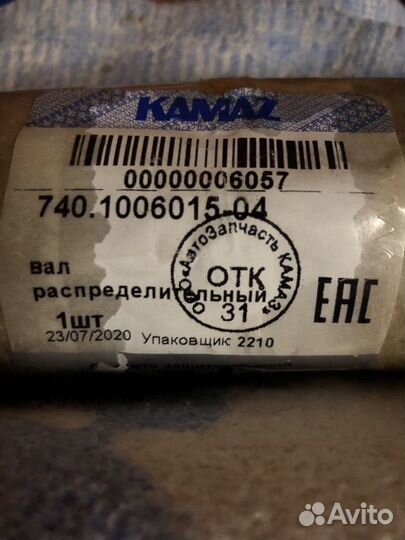 KAMAZ
00000006057
740.1006015-04
вал
распределительный
1шт
23/07/2020 Упаковщик 2210
ООО «АвтоЗапчасть КАМАЗ»
ОТК
31
EAC
Avito